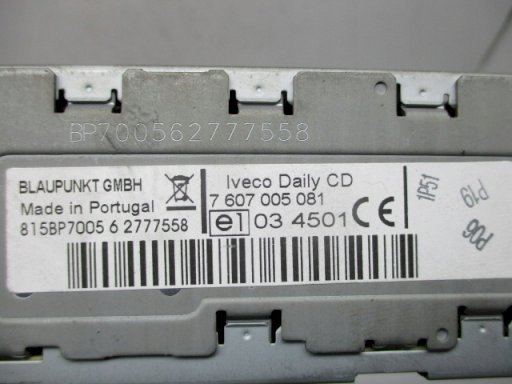 BP700562777558
BLAUPUNKT GMBH
Made in Portugal
815BP7005 6 2777558
Iveco Daily CD
7 607 005 081
e1 03 4501 CE
1P51
P19
P06